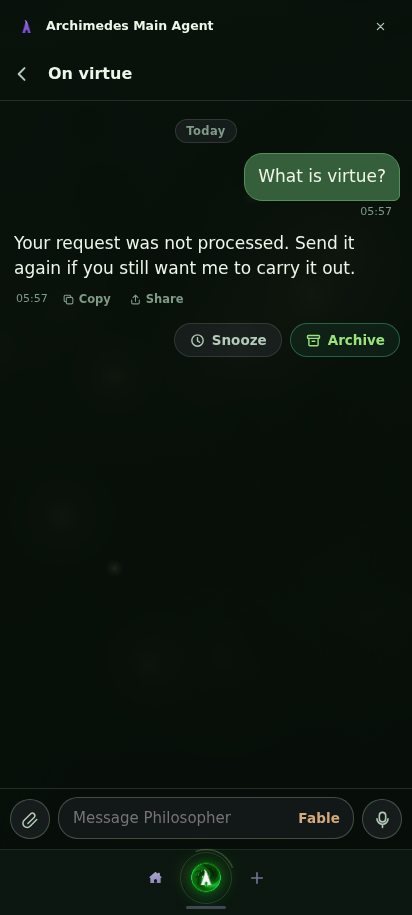 Archimedes Main Agent
On virtue
Today
What is virtue?
05:57
Your request was not processed. Send it
again if you still want me to carry it out.
05:57 Copy Share
Snooze Archive
Message Philosopher Fable